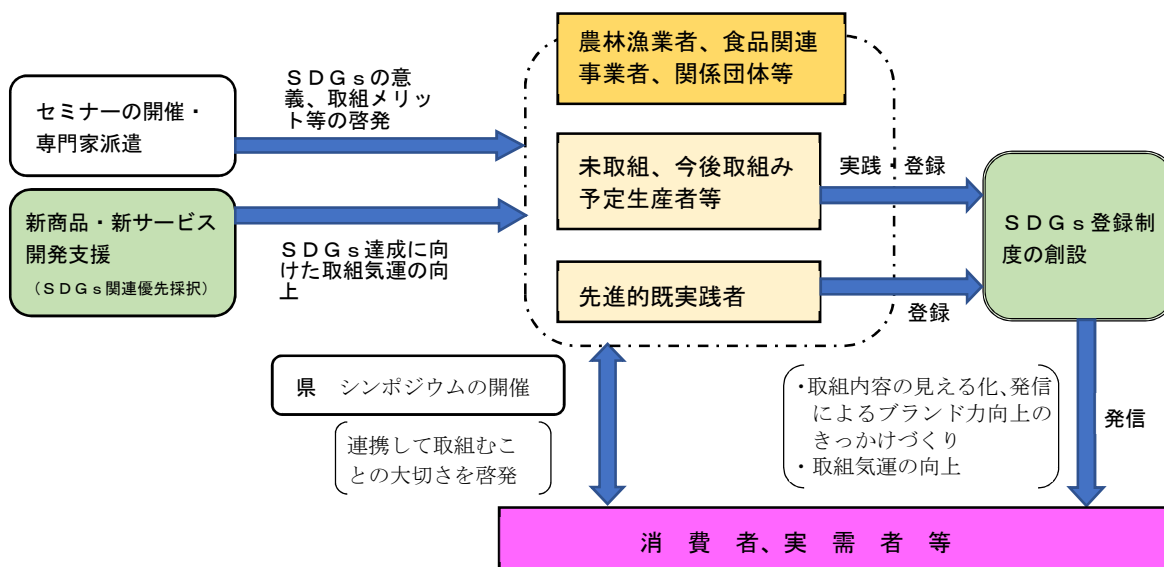 農林漁業者、食品関連
事業者、関係団体等
ＳＤＧｓの意
義、取組メリッ
ト等の啓発
セミナーの開催・
専門家派遣
未取組、今後取組み
予定生産者等
実践・登録
新商品・新サービス
開発支援
（ＳＤＧｓ関連優先採択）
ＳＤＧｓ達成に向
けた取組気運の向
上
ＳＤＧｓ登録制
度の創設
先進的既実践者
登録
県　シンポジウムの開催
連携して取組むこ
との大切さを啓発
・取組内容の見える化、発信
によるブランド力向上の
きっかけづくり
・取組気運の向上
発信
消　費　者、実　需　者　等